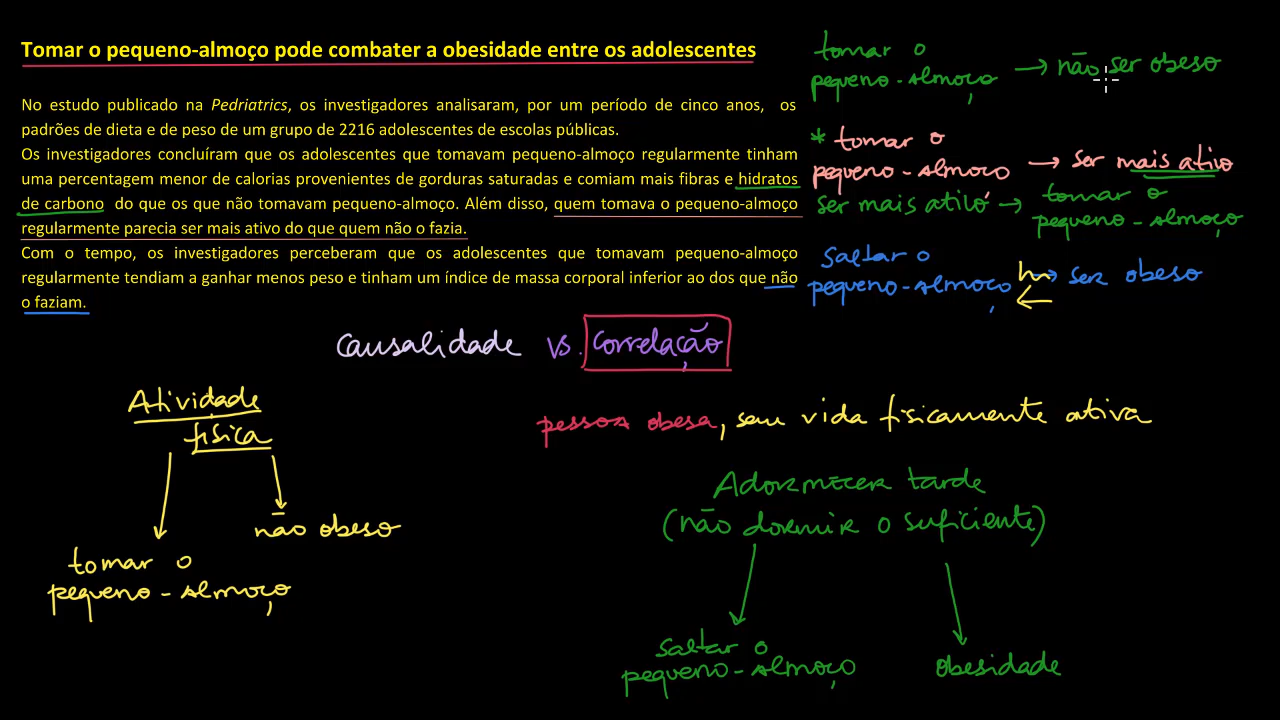 Tomar o pequeno-almoço pode combater a obesidade entre os adolescentes
No estudo publicado na Pedriatrics, os investigadores analisaram, por um período de cinco anos, os
padrões de dieta e de peso de um grupo de 2216 adolescentes de escolas públicas.
Os investigadores concluíram que os adolescentes que tomavam pequeno-almoço regularmente tinham
uma percentagem menor de calorias provenientes de gorduras saturadas e comiam mais fibras e hidratos
de carbono do que os que não tomavam pequeno-almoço. Além disso, quem tomava o pequeno-almoço
regularmente parecia ser mais ativo do que quem não o fazia.
Com o tempo, os investigadores perceberam que os adolescentes que tomavam pequeno-almoço
regularmente tendiam a ganhar menos peso e tinham um índice de massa corporal inferior ao dos que não
o faziam.
tomar o
pequeno-almoço → não ser obeso
* tomar o
pequeno-almoço → ser mais ativo
ser mais ativo → tomar o
pequeno-almoço
saltar o
pequeno-almoço → ser obeso
←
Causalidade vs. Correlação
Atividade
física
não obeso
tomar o
pequeno-almoço
pessoa obesa, sem vida fisicamente ativa
Adormecer tarde
(não dormir o suficiente)
saltar o
pequeno-almoço
obesidade